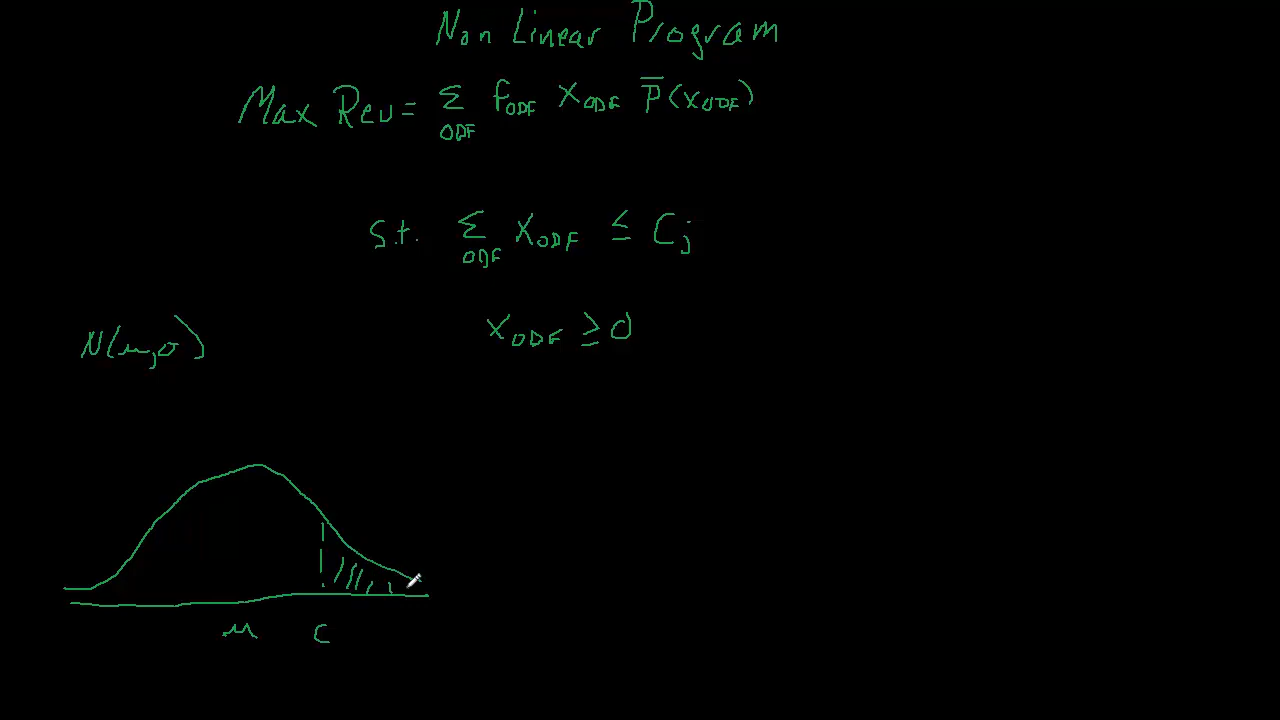 Non Linear Program
Max Rev = Σ f_ODF X_ODF P̅(X_ODF)
ODF
s.t. Σ X_ODF ≤ C_j
ODF
X_ODF ≥ 0
N(μ,σ)
μ C